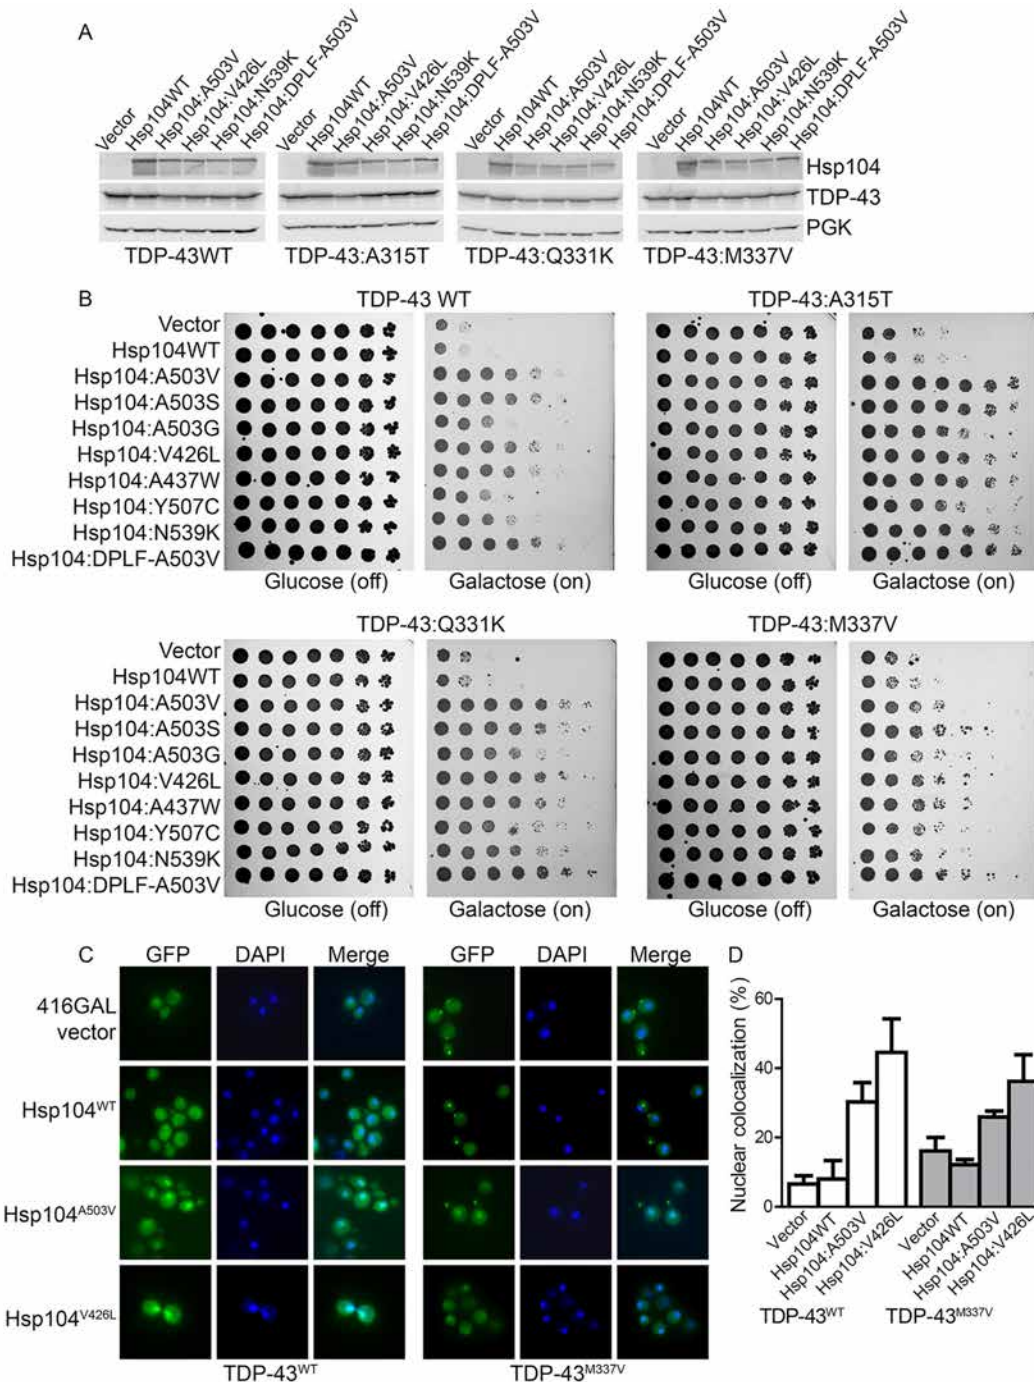 A
Vector
Hsp104WT
Hsp104:A503V
Hsp104:V426L
Hsp104:N539K
Hsp104:DPLF-A503V
Vector
Hsp104WT
Hsp104:A503V
Hsp104:V426L
Hsp104:N539K
Hsp104:DPLF-A503V
Vector
Hsp104WT
Hsp104:A503V
Hsp104:V426L
Hsp104:N539K
Hsp104:DPLF-A503V
Vector
Hsp104WT
Hsp104:A503V
Hsp104:V426L
Hsp104:N539K
Hsp104:DPLF-A503V
Hsp104
TDP-43
PGK
TDP-43WT TDP-43:A315T TDP-43:Q331K TDP-43:M337V
B
TDP-43 WT TDP-43:A315T
Vector
Hsp104WT
Hsp104:A503V
Hsp104:A503S
Hsp104:A503G
Hsp104:V426L
Hsp104:A437W
Hsp104:Y507C
Hsp104:N539K
Hsp104:DPLF-A503V
Glucose (off) Galactose (on) Glucose (off) Galactose (on)
TDP-43:Q331K TDP-43:M337V
Vector
Hsp104WT
Hsp104:A503V
Hsp104:A503S
Hsp104:A503G
Hsp104:V426L
Hsp104:A437W
Hsp104:Y507C
Hsp104:N539K
Hsp104:DPLF-A503V
Glucose (off) Galactose (on) Glucose (off) Galactose (on)
C GFP DAPI Merge GFP DAPI Merge
416GAL
vector
Hsp104WT
Hsp104A503V
Hsp104V426L
TDP-43WT TDP-43M337V
D
Nuclear colocalization (%)
60
40
20
0
Vector
Hsp104WT
Hsp104:A503V
Hsp104:V426L
Vector
Hsp104WT
Hsp104:A503V
Hsp104:V426L
TDP-43WT TDP-43M337V